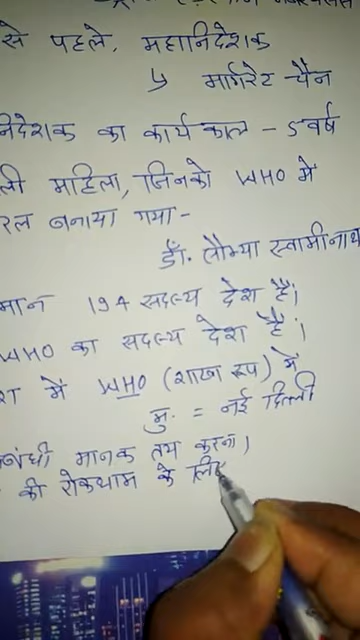 से पहले, महानिदेशक
↳ मार्गरेट चैन
निदेशक का कार्यकाल - 5 वर्ष
ली महिला, जिनको WHO में
रल बनाया गया -
डॉ. सौम्या स्वामीनाथ
मान 194 सदस्य देश है।
WHO का सदस्य देश है।
में WHO (शाखा रूप) में
मु. = नई दिल्ली
बंधी मानक तय करना।
की रोकथाम के लि